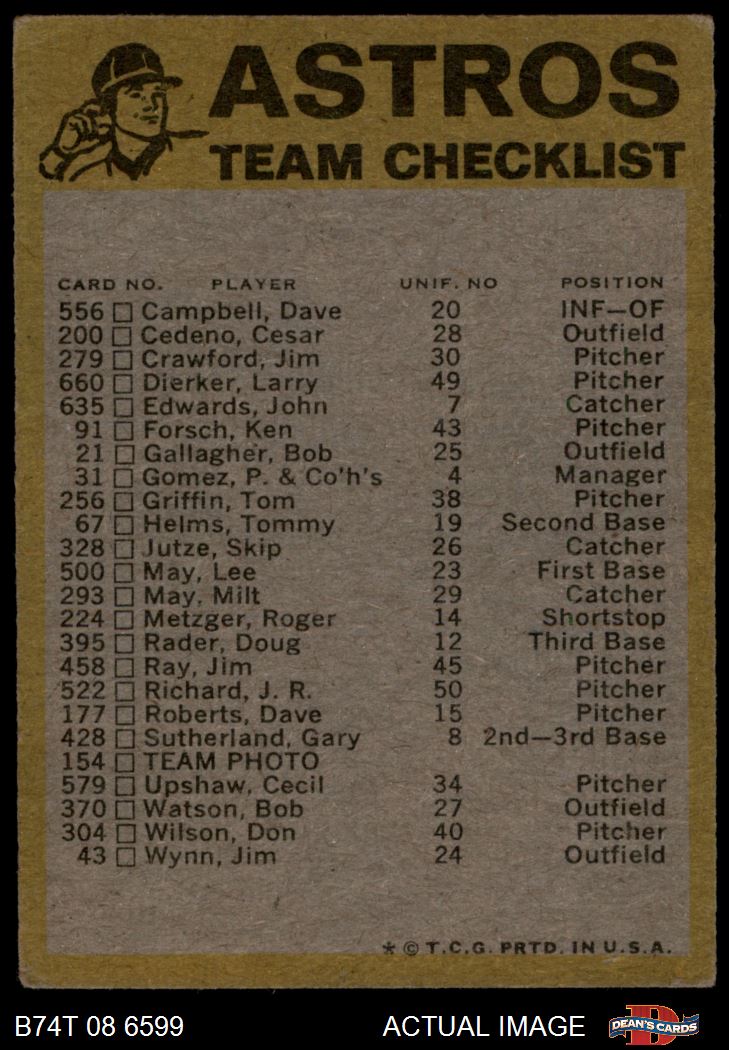 ASTROS
TEAM CHECKLIST
CARD NO. PLAYER UNIF. NO POSITION
556 Campbell, Dave 20 INF—OF
200 Cedeno, Cesar 28 Outfield
279 Crawford, Jim 30 Pitcher
660 Dierker, Larry 49 Pitcher
635 Edwards, John 7 Catcher
91 Forsch, Ken 43 Pitcher
21 Gallagher, Bob 25 Outfield
31 Gomez, P. & Co'h's 4 Manager
256 Griffin, Tom 38 Pitcher
67 Helms, Tommy 19 Second Base
328 Jutze, Skip 26 Catcher
500 May, Lee 23 First Base
293 May, Milt 29 Catcher
224 Metzger, Roger 14 Shortstop
395 Rader, Doug 12 Third Base
458 Ray, Jim 45 Pitcher
522 Richard, J. R. 50 Pitcher
177 Roberts, Dave 15 Pitcher
428 Sutherland, Gary 8 2nd—3rd Base
154 TEAM PHOTO
579 Upshaw, Cecil 34 Pitcher
370 Watson, Bob 27 Outfield
304 Wilson, Don 40 Pitcher
43 Wynn, Jim 24 Outfield
* © T.C.G. PRTD. IN U.S.A.
B74T 08 6599 ACTUAL IMAGE D DEAN'S CARDS